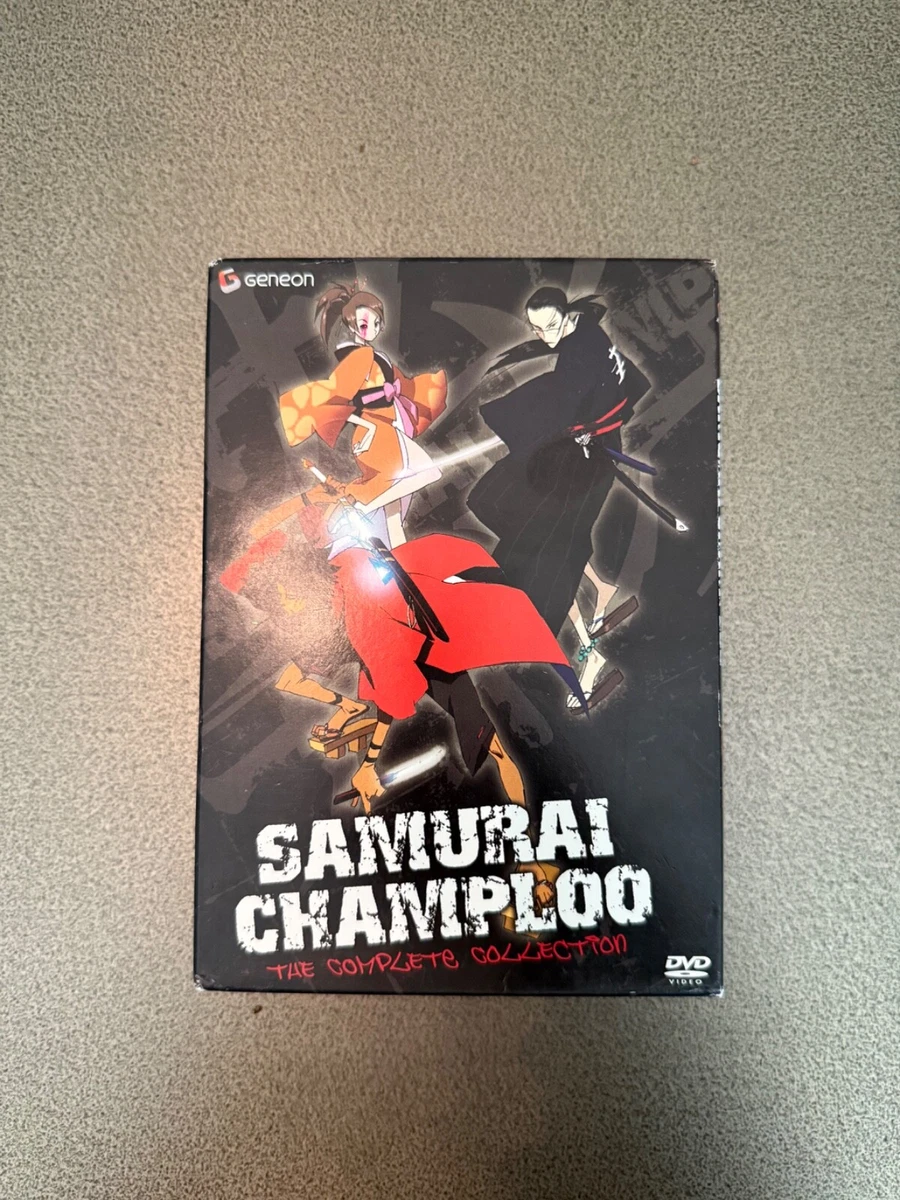 Geneon
SAMURAI
CHAMPLOO
THE COMPLETE COLLECTION
DVD
VIDEO